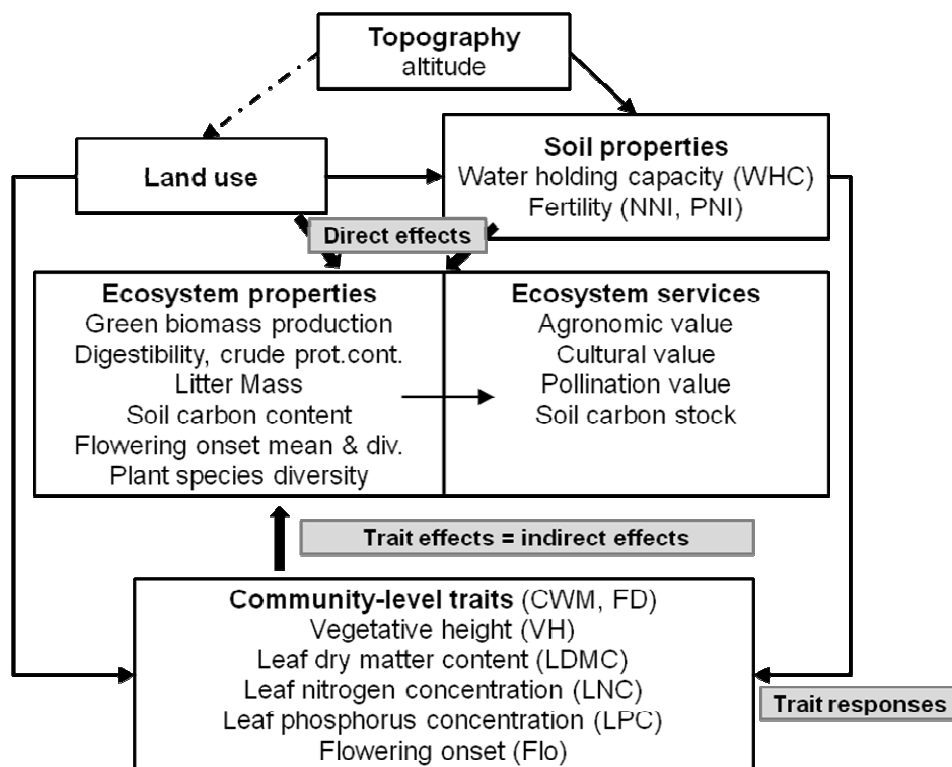 Topography
altitude
Land use
Soil properties
Water holding capacity (WHC)
Fertility (NNI, PNI)
Direct effects
Ecosystem properties
Green biomass production
Digestibility, crude prot.cont.
Litter Mass
Soil carbon content
Flowering onset mean & div.
Plant species diversity
Ecosystem services
Agronomic value
Cultural value
Pollination value
Soil carbon stock
Trait effects = indirect effects
Community-level traits (CWM, FD)
Vegetative height (VH)
Leaf dry matter content (LDMC)
Leaf nitrogen concentration (LNC)
Leaf phosphorus concentration (LPC)
Flowering onset (Flo)
Trait responses